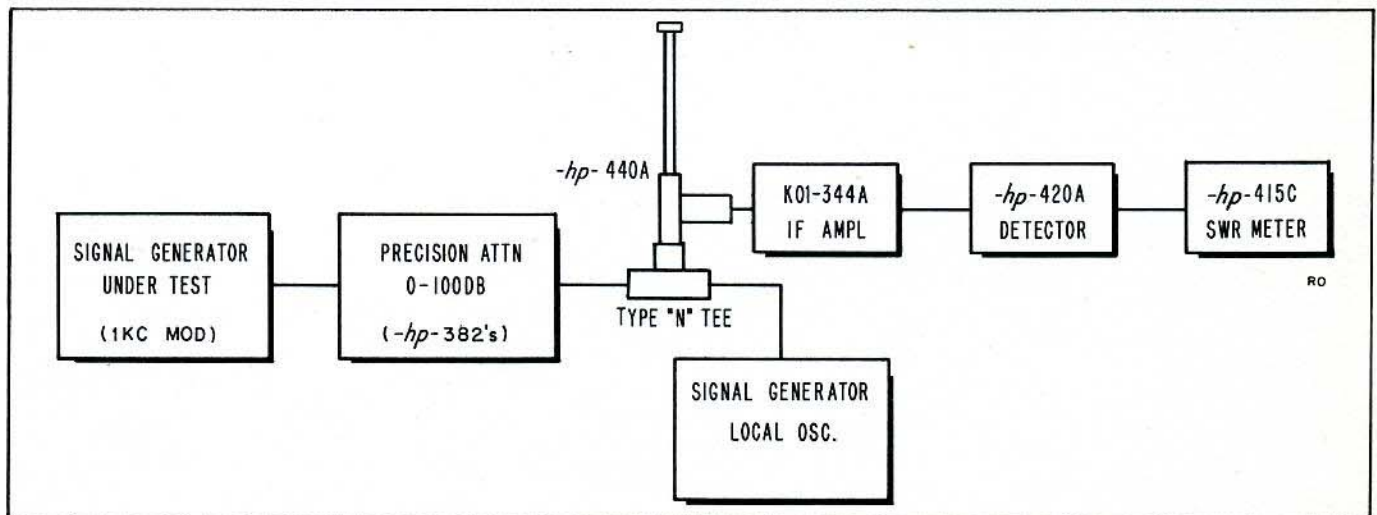 -hp- 440A
SIGNAL GENERATOR
UNDER TEST
(1KC MOD)
PRECISION ATTN
0-100DB
(-hp-382's)
TYPE "N" TEE
K01-344A
IF AMPL
-hp-420A
DETECTOR
-hp-415C
SWR METER
RO
SIGNAL GENERATOR
LOCAL OSC.